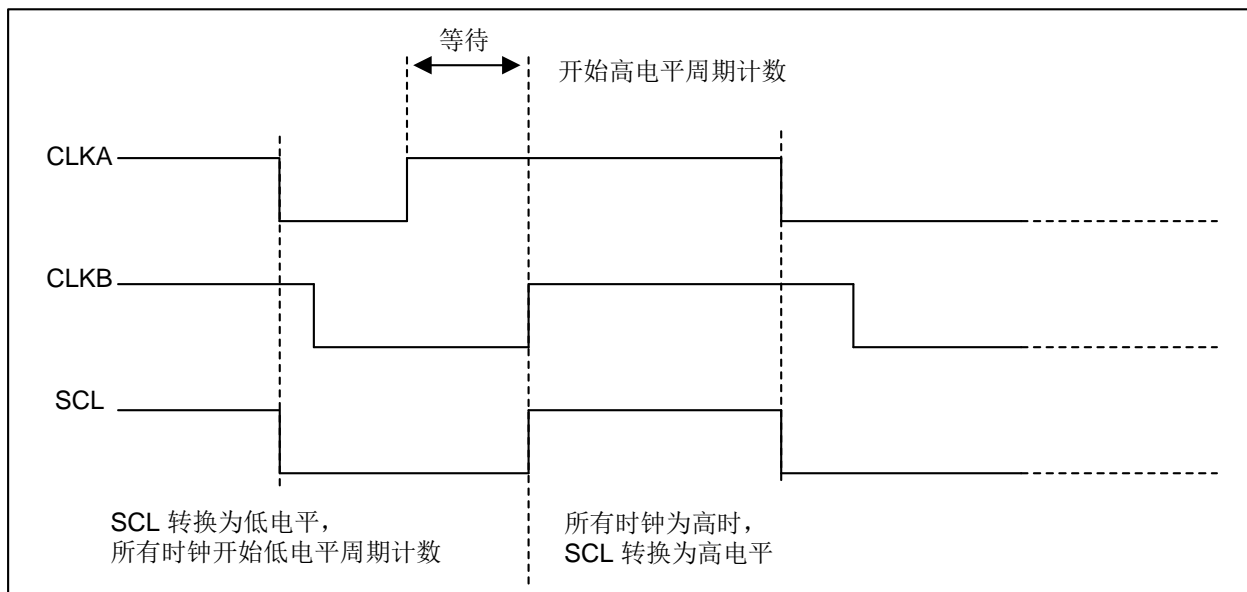 等待
开始高电平周期计数
CLKA
CLKB
SCL
SCL 转换为低电平，
所有时钟开始低电平周期计数
所有时钟为高时，
SCL 转换为高电平